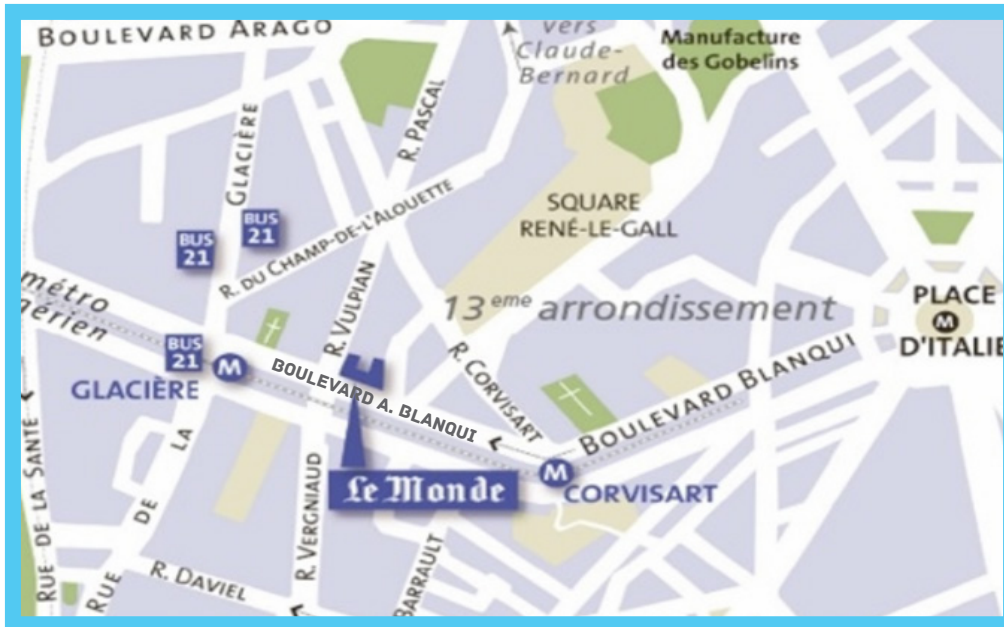 BOULEVARD ARAGO
vers
Claude-
Bernard
Manufacture
des Gobelins
GLACIÈRE
R. PASCAL
BUS
21
BUS
21
R. DU CHAMP-DE-L'ALOUETTE
SQUARE
RENÉ-LE-GALL
métro
aérien
R. VULPIAN
13eme arrondissement
PLACE
M
D'ITALIE
BUS
21
M
GLACIÈRE
BOULEVARD A. BLANQUI
R. CORVISART
BOULEVARD BLANQUI
RUE DE LA SANTÉ
RUE DE LA
Le Monde
M
CORVISART
R. VERGNIAUD
BARRAULT
R. DAVIEL